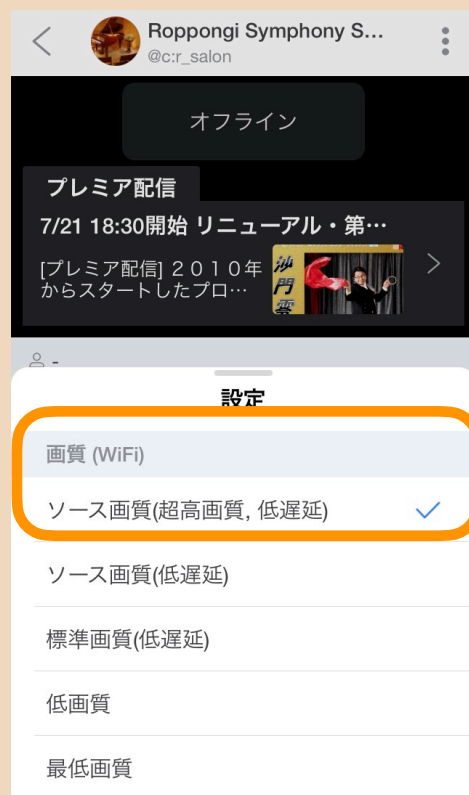 Roppongi Symphony S...
@c:r_salon
オフライン
プレミア配信
7/21 18:30開始 リニューアル・第…
[プレミア配信] ２０１０年
からスタートしたプロ…
沙門
-
設定
画質 (WiFi)
ソース画質(超高画質, 低遅延)
ソース画質(低遅延)
標準画質(低遅延)
低画質
最低画質